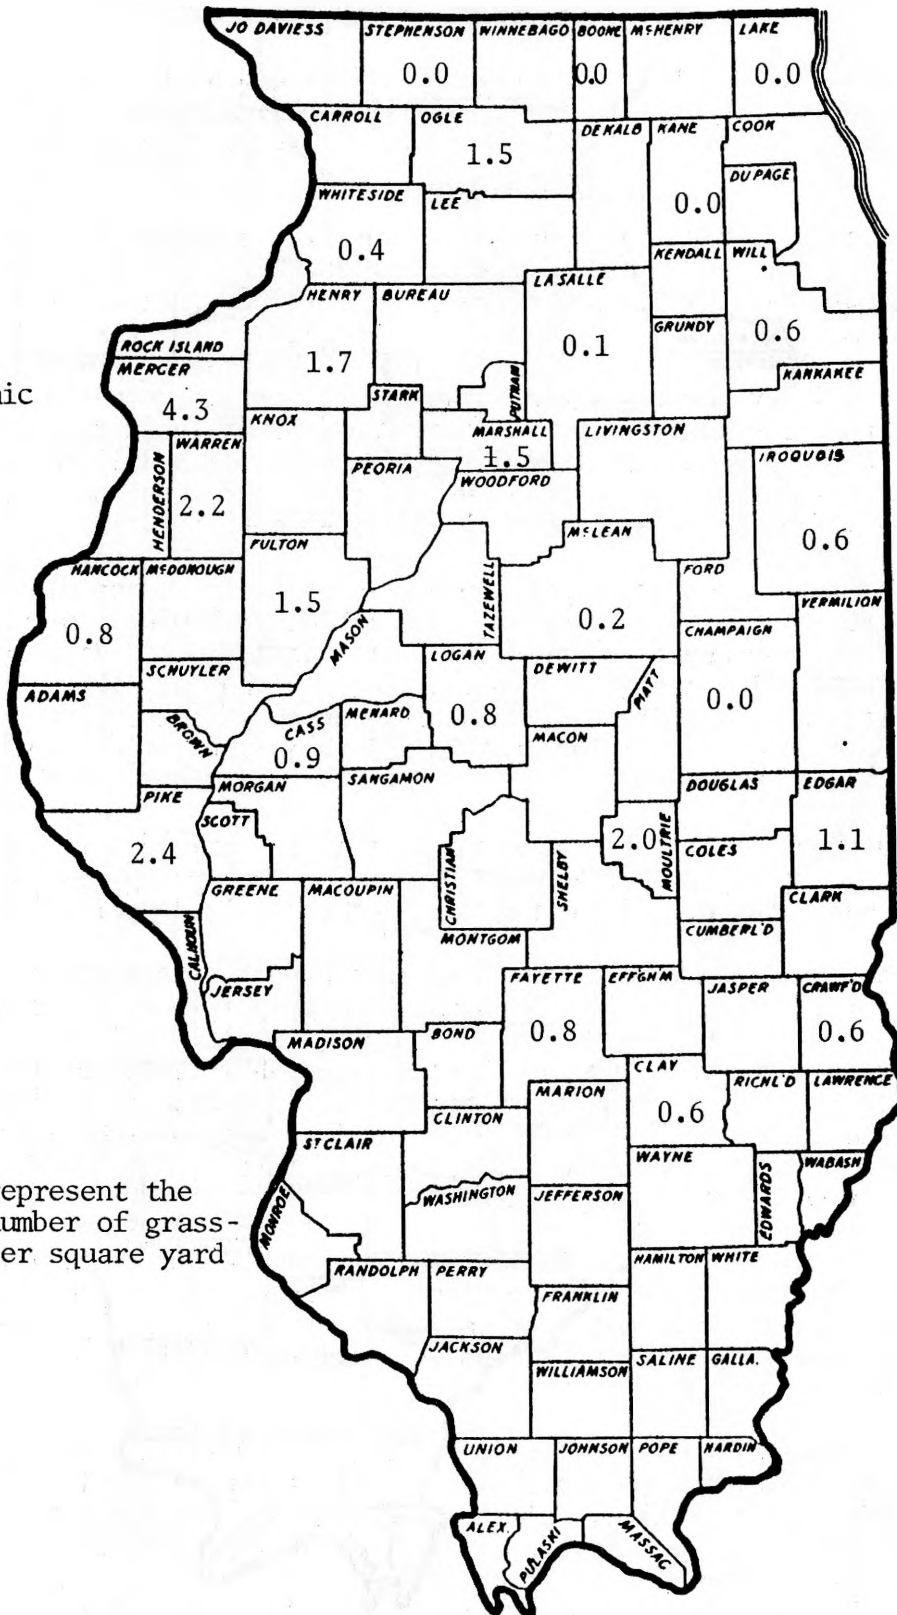 JO DAVIESS STEPHENSON WINNEBAGO BOONE McHENRY LAKE
0.0 0.0 0.0
CARROLL OGLE DEKALB KANE COOK
1.5
DU PAGE
WHITESIDE LEE 0.0
0.4 KENDALL WILL
LA SALLE
HENRY BUREAU
GRUNDY 0.6
ROCK ISLAND 1.7 0.1
MERCER KANKAKEE
nic STARK PUTNAM
4.3 KNOX
WARREN MARSHALL LIVINGSTON
HENDERSON PEORIA 1.5 IROQUOIS
WOODFORD
2.2
FULTON McLEAN 0.6
HANCOCK McDONOUGH FORD
1.5 TAZEWELL VERMILION
0.8 MASON 0.2 CHAMPAIGN
SCHUYLER LOGAN DEWITT
ADAMS PIATT
BROWN CASS MENARD 0.8 0.0
0.9 MACON
MORGAN SANGAMON DOUGLAS EDGAR
PIKE
SCOTT
2.4 CHRISTIAN SHELBY 2.0 MOULTRIE COLES 1.1
GREENE MACOUPIN CLARK
CALHOUN MONTGOM CUMBERL'D
JERSEY FAYETTE EFF'GH'M JASPER CRAWF'D
0.8 0.6
MADISON BOND
CLAY
RICHL'D LAWRENCE
MARION 0.6
CLINTON
ST CLAIR WAYNE WABASH
EDWARDS
represent the MONROE WASHINGTON JEFFERSON
number of grass-
er square yard
RANDOLPH PERRY HAMILTON WHITE
FRANKLIN
JACKSON SALINE GALLA.
WILLIAMSON
UNION JOHNSON POPE HARDIN
ALEX. PULASKI MASSAC